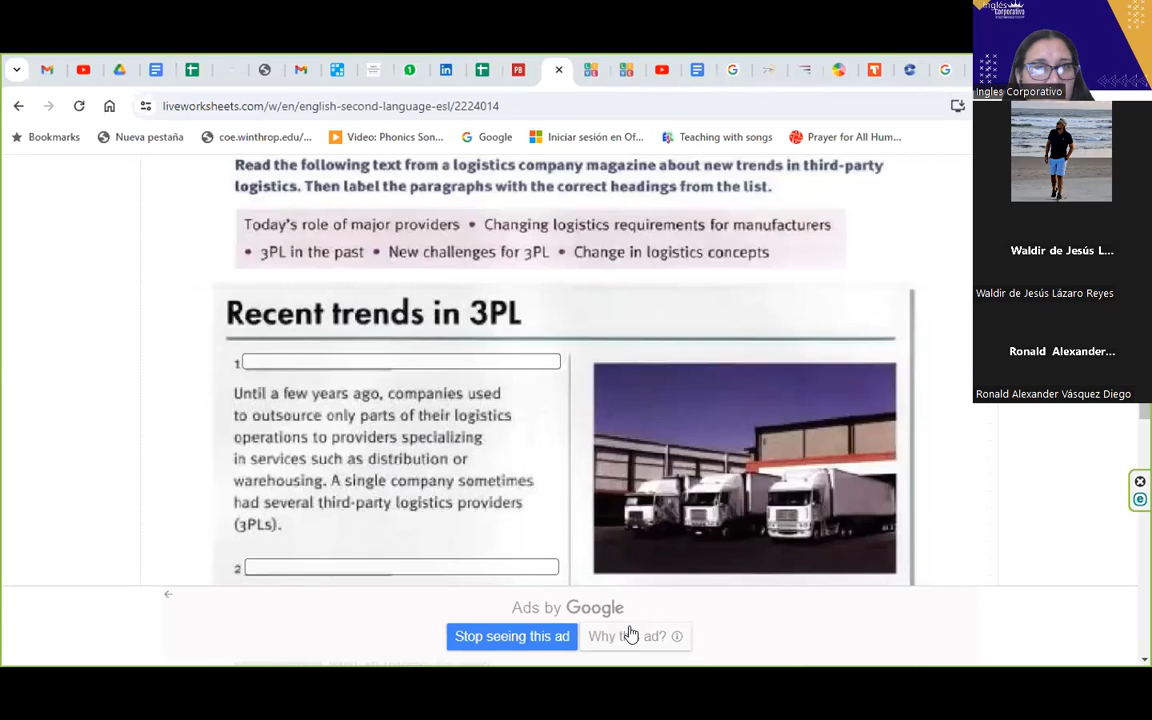 Inglés
corporativo
Ingles Corporativo
liveworksheets.com/w/en/english-second-language-esl/2224014
Bookmarks
Nueva pestaña
coe.winthrop.edu/...
Video: Phonics Son...
Google
Iniciar sesión en Of...
Teaching with songs
Prayer for All Hum...
Read the following text from a logistics company magazine about new trends in third-party
logistics. Then label the paragraphs with the correct headings from the list.
Today's role of major providers • Changing logistics requirements for manufacturers
• 3PL in the past • New challenges for 3PL • Change in logistics concepts
Recent trends in 3PL
1
Until a few years ago, companies used
to outsource only parts of their logistics
operations to providers specializing
in services such as distribution or
warehousing. A single company sometimes
had several third-party logistics providers
(3PLs).
2
Ads by Google
Stop seeing this ad
Why ad?
Waldir de Jesús L...
Waldir de Jesús Lázaro Reyes
Ronald Alexander...
Ronald Alexander Vásquez Diego